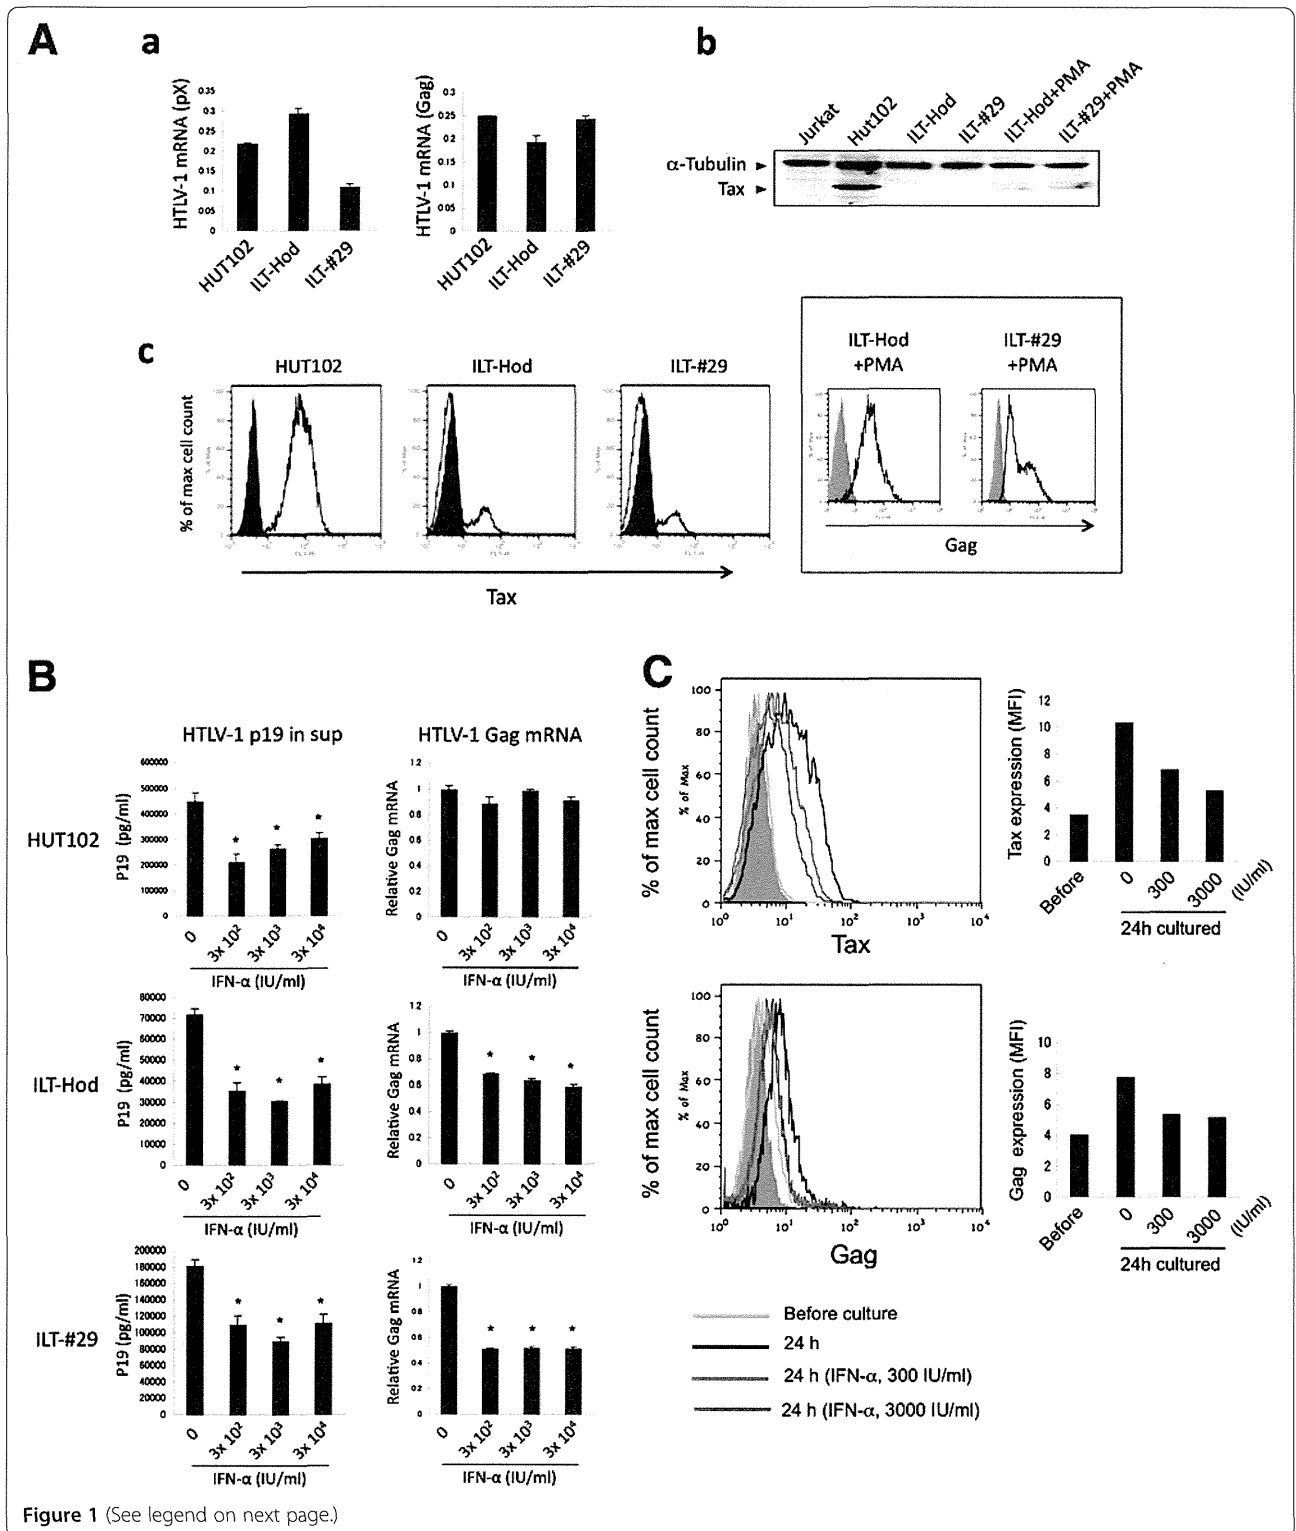 A
a
HTLV-1 mRNA (pX)
0.35
0.3
0.25
0.2
0.15
0.1
0.05
0
HUT102
ILT-Hod
ILT-#29
HTLV-1 mRNA (Gag)
0.3
0.25
0.2
0.15
0.1
0.05
0
HUT102
ILT-Hod
ILT-#29
b
Jurkat
Hut102
ILT-Hod
ILT-#29
ILT-Hod+PMA
ILT-#29+PMA
α-Tubulin
Tax
c
HUT102
ILT-Hod
ILT-#29
% of max cell count
Tax
ILT-Hod
+PMA
ILT-#29
+PMA
Gag
B
HTLV-1 p19 in sup
HTLV-1 Gag mRNA
HUT102
P19 (pg/ml)
600000
500000
400000
300000
200000
100000
0
* * *
0
3x 10²
3x 10³
3x 10⁴
IFN-α (IU/ml)
Relative Gag mRNA
1.2
1
0.8
0.6
0.4
0.2
0
0
3x 10²
3x 10³
3x 10⁴
IFN-α (IU/ml)
ILT-Hod
P19 (pg/ml)
80000
70000
60000
50000
40000
30000
20000
10000
0
* * *
0
3x 10²
3x 10³
3x 10⁴
IFN-α (IU/ml)
Relative Gag mRNA
1.2
1
0.8
0.6
0.4
0.2
0
* * *
0
3x 10²
3x 10³
3x 10⁴
IFN-α (IU/ml)
ILT-#29
P19 (pg/ml)
200000
180000
160000
140000
120000
100000
80000
60000
40000
20000
0
* * *
0
3x 10²
3x 10³
3x 10⁴
IFN-α (IU/ml)
Relative Gag mRNA
1.2
1
0.8
0.6
0.4
0.2
0
* * *
0
3x 10²
3x 10³
3x 10⁴
IFN-α (IU/ml)
C
% of max cell count
% of Max
100
80
60
40
20
0
10⁰ 10¹ 10² 10³ 10⁴
Tax
Tax expression (MFI)
12
10
8
6
4
2
0
Before
0
300
3000
(IU/ml)
24h cultured
% of max cell count
% of Max
100
80
60
40
20
0
10⁰ 10¹ 10² 10³ 10⁴
Gag
Gag expression (MFI)
10
8
6
4
2
0
Before
0
300
3000
(IU/ml)
24h cultured
Before culture
24 h
24 h (IFN-α, 300 IU/ml)
24 h (IFN-α, 3000 IU/ml)
Figure 1 (See legend on next page.)